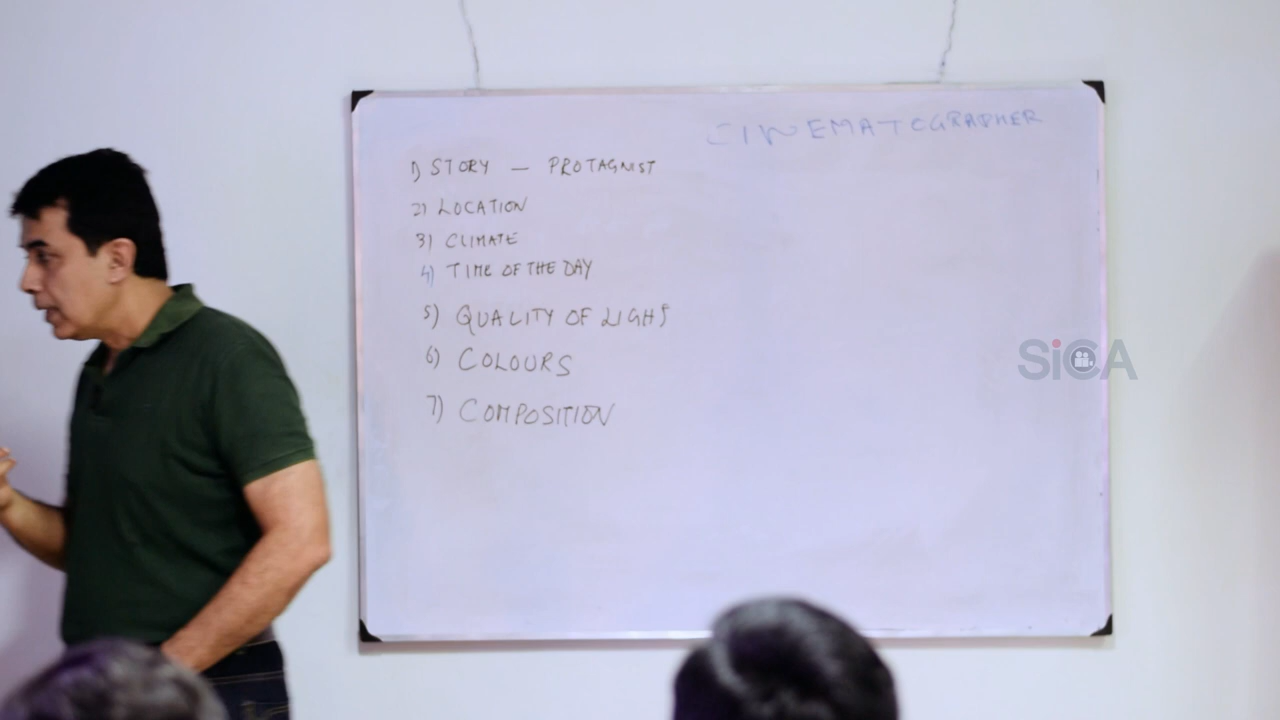 CINEMATOGRAPHER
1) STORY — PROTAGNIST
2) LOCATION
3) CLIMATE
4) TIME OF THE DAY
5) QUALITY OF LIGHT
6) COLOURS
7) COMPOSITION
SiCA